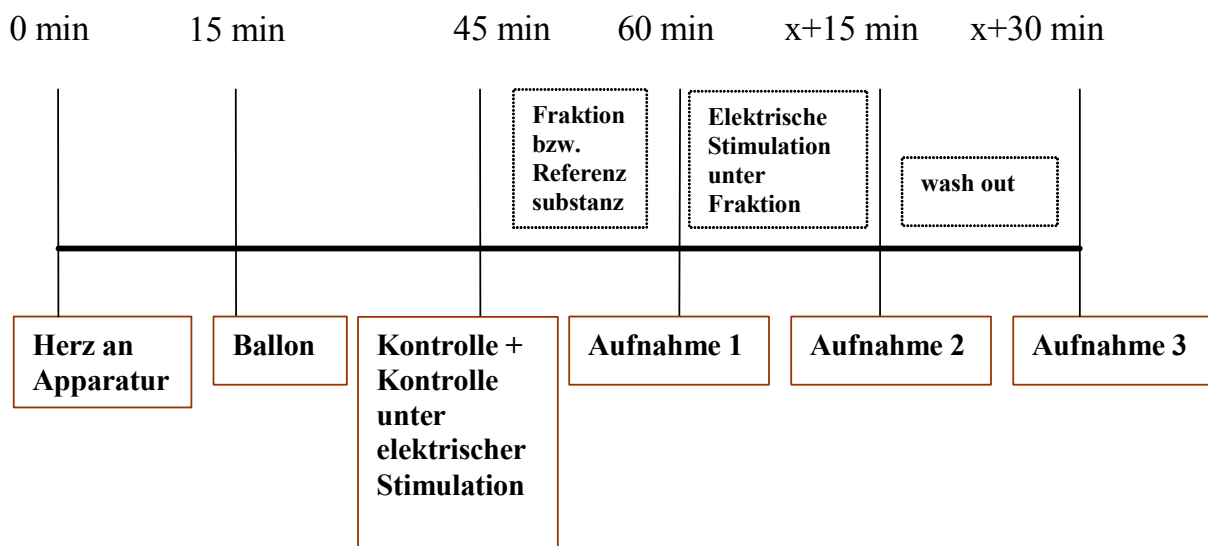 0 min
15 min
45 min
60 min
x+15 min
x+30 min
Fraktion
bzw.
Referenz
substanz
Elektrische
Stimulation
unter
Fraktion
wash out
Herz an
Apparatur
Ballon
Kontrolle +
Kontrolle
unter
elektrischer
Stimulation
Aufnahme 1
Aufnahme 2
Aufnahme 3